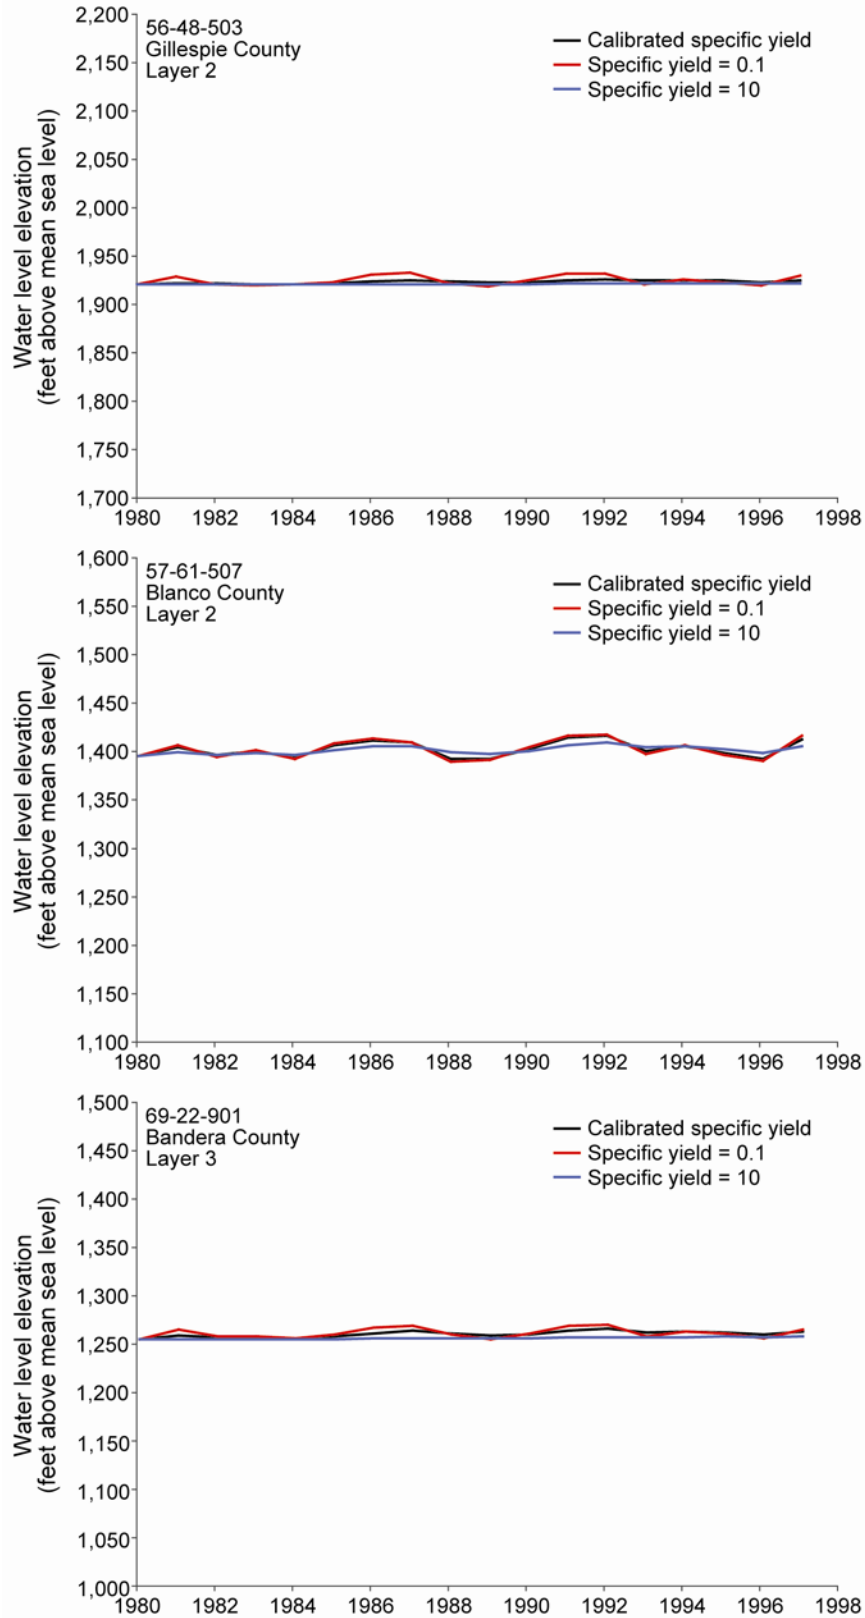 2,200
2,150
2,100
2,050
2,000
1,950
1,900
1,850
1,800
1,750
1,700
Water level elevation
(feet above mean sea level)
56-48-503
Gillespie County
Layer 2
Calibrated specific yield
Specific yield = 0.1
Specific yield = 10
1980 1982 1984 1986 1988 1990 1992 1994 1996 1998
1,600
1,550
1,500
1,450
1,400
1,350
1,300
1,250
1,200
1,150
1,100
Water level elevation
(feet above mean sea level)
57-61-507
Blanco County
Layer 2
Calibrated specific yield
Specific yield = 0.1
Specific yield = 10
1980 1982 1984 1986 1988 1990 1992 1994 1996 1998
1,500
1,450
1,400
1,350
1,300
1,250
1,200
1,150
1,100
1,050
1,000
Water level elevation
(feet above mean sea level)
69-22-901
Bandera County
Layer 3
Calibrated specific yield
Specific yield = 0.1
Specific yield = 10
1980 1982 1984 1986 1988 1990 1992 1994 1996 1998